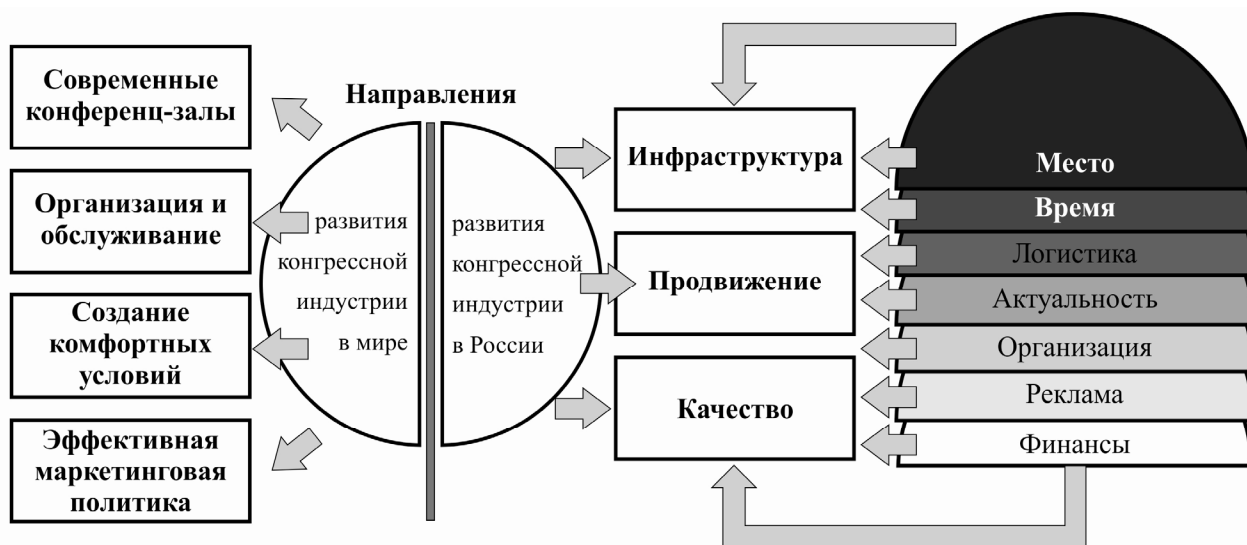 Современные
конференц-залы
Организация и
обслуживание
Создание
комфортных
условий
Эффективная
маркетинговая
политика
Направления
развития
конгрессной
индустрии
в мире
развития
конгрессной
индустрии
в России
Инфраструктура
Продвижение
Качество
Место
Время
Логистика
Актуальность
Организация
Реклама
Финансы